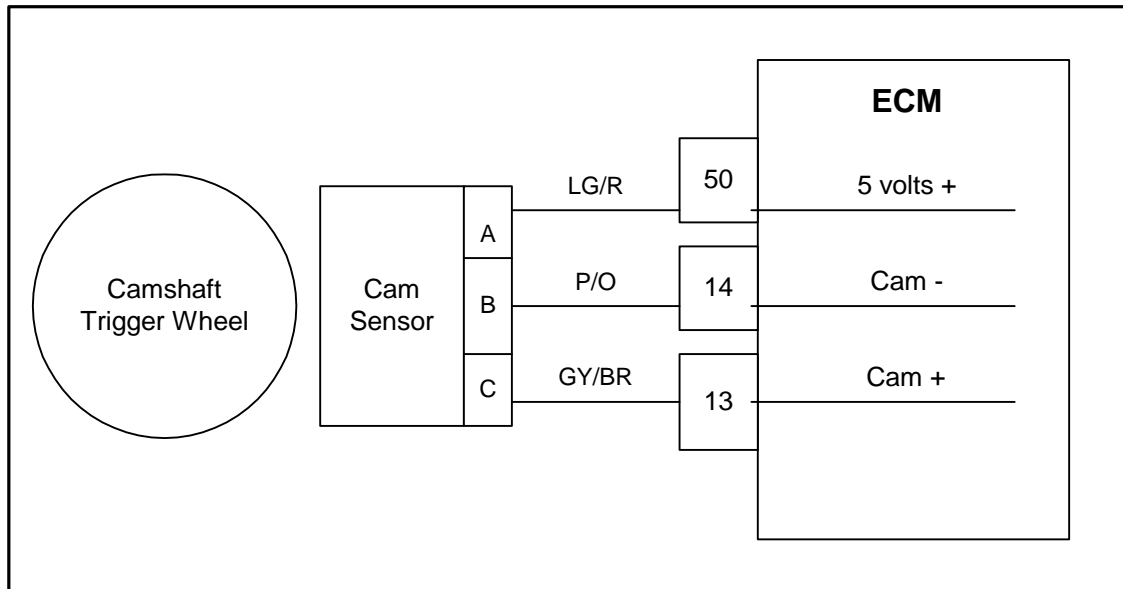 ECM
LG/R
50
5 volts +
A
Camshaft
Trigger Wheel
Cam
Sensor
B
P/O
14
Cam -
C
GY/BR
13
Cam +